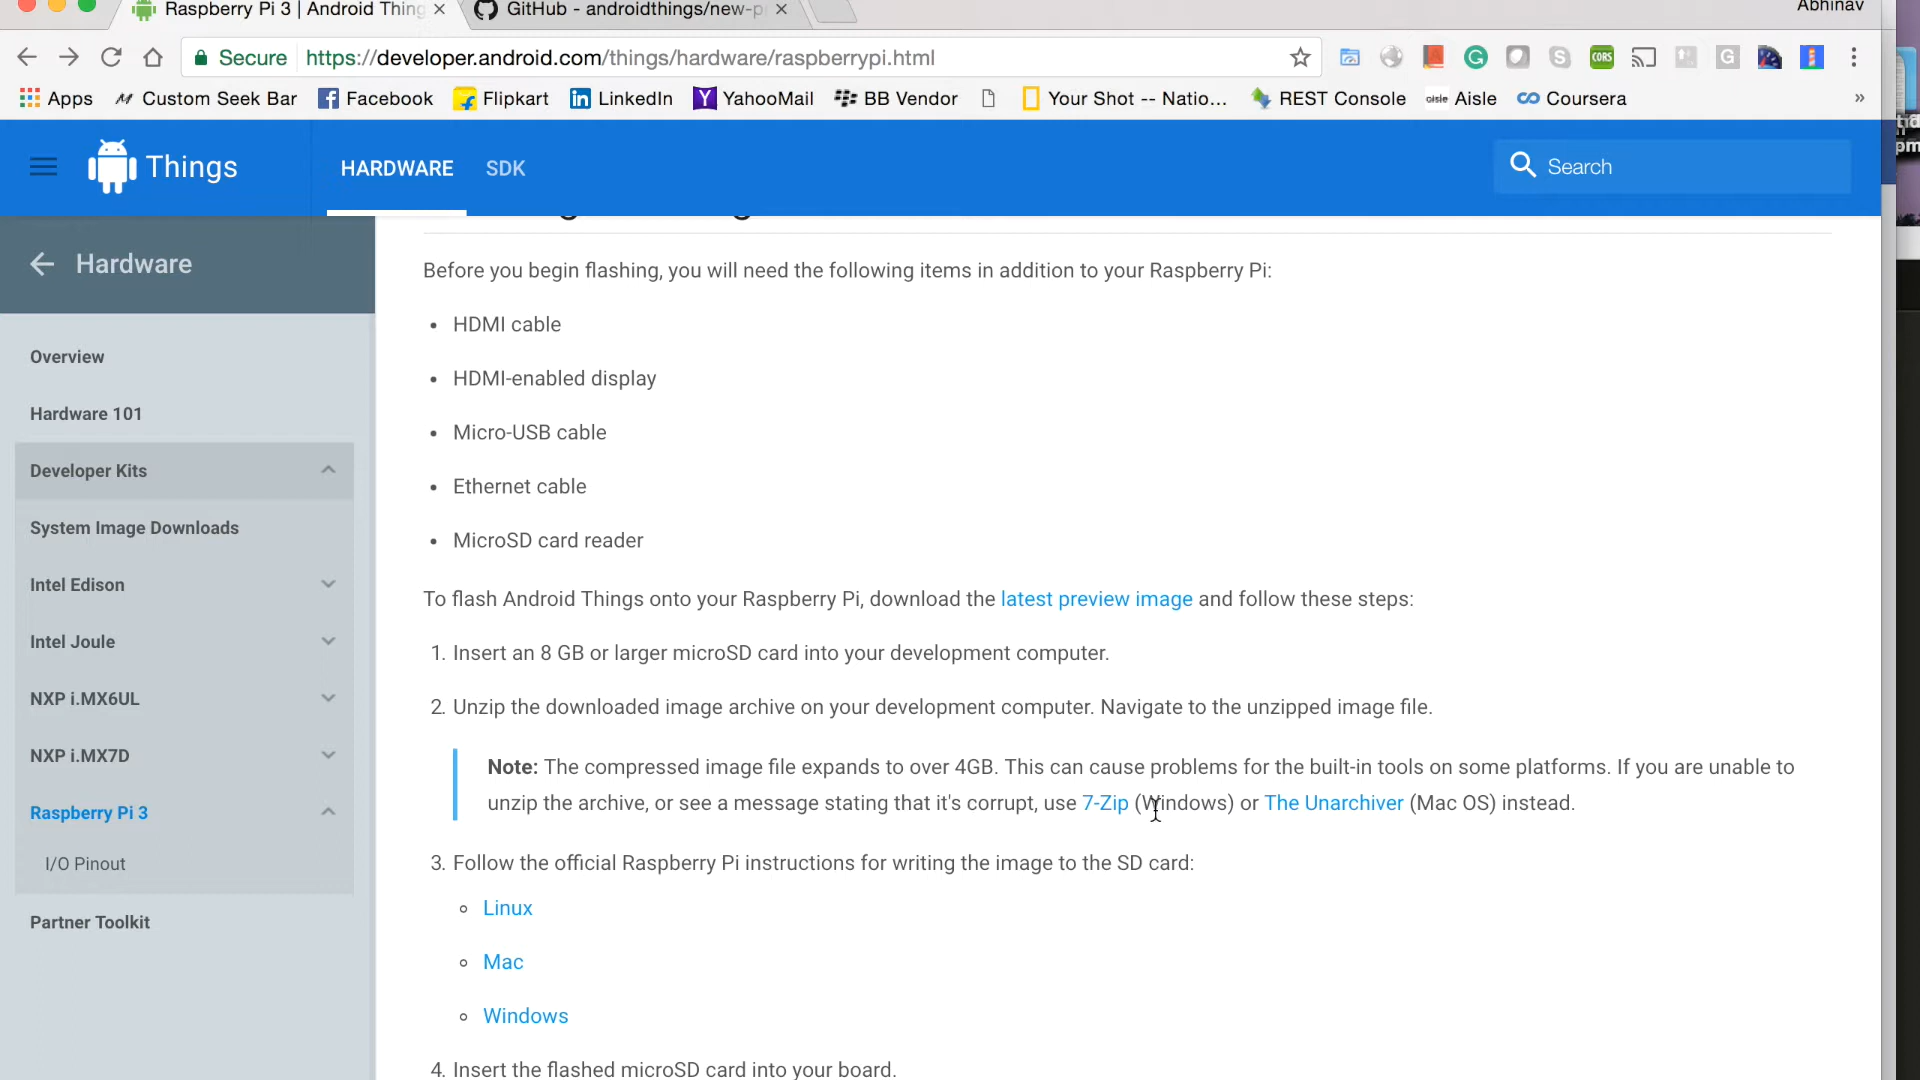 Raspberry Pi 3 | Android Thing
GitHub - androidthings/new-p
Abhinav
Secure https://developer.android.com/things/hardware/raspberrypi.html
Apps Custom Seek Bar Facebook Flipkart LinkedIn YahooMail BB Vendor Your Shot -- Natio... REST Console Aisle Coursera »
Things HARDWARE SDK Search
Hardware
Overview
Hardware 101
Developer Kits
System Image Downloads
Intel Edison
Intel Joule
NXP i.MX6UL
NXP i.MX7D
Raspberry Pi 3
I/O Pinout
Partner Toolkit
Before you begin flashing, you will need the following items in addition to your Raspberry Pi:
• HDMI cable
• HDMI-enabled display
• Micro-USB cable
• Ethernet cable
• MicroSD card reader
To flash Android Things onto your Raspberry Pi, download the latest preview image and follow these steps:
1. Insert an 8 GB or larger microSD card into your development computer.
2. Unzip the downloaded image archive on your development computer. Navigate to the unzipped image file.
Note: The compressed image file expands to over 4GB. This can cause problems for the built-in tools on some platforms. If you are unable to
unzip the archive, or see a message stating that it's corrupt, use 7-Zip (Windows) or The Unarchiver (Mac OS) instead.
3. Follow the official Raspberry Pi instructions for writing the image to the SD card:
Linux
Mac
Windows
4. Insert the flashed microSD card into your board.